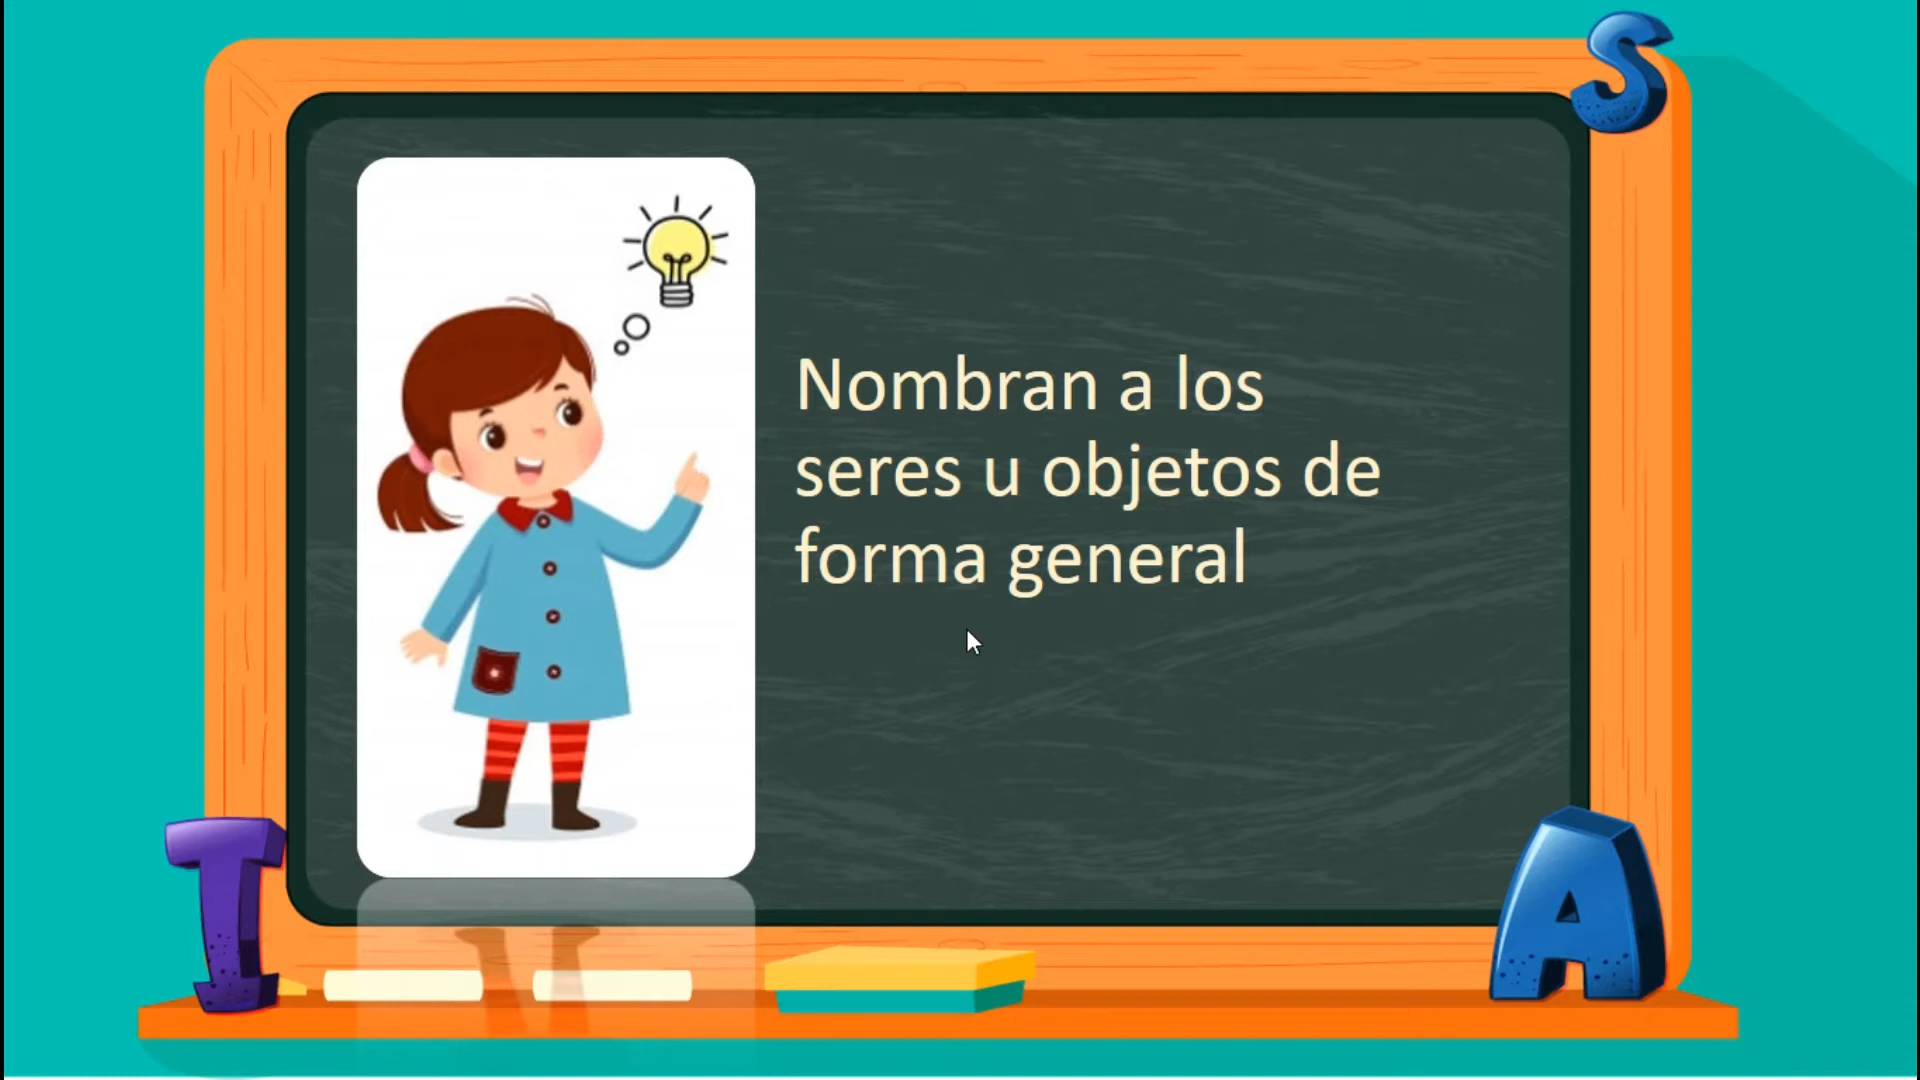 S
Nombran a los
seres u objetos de
forma general
I
A